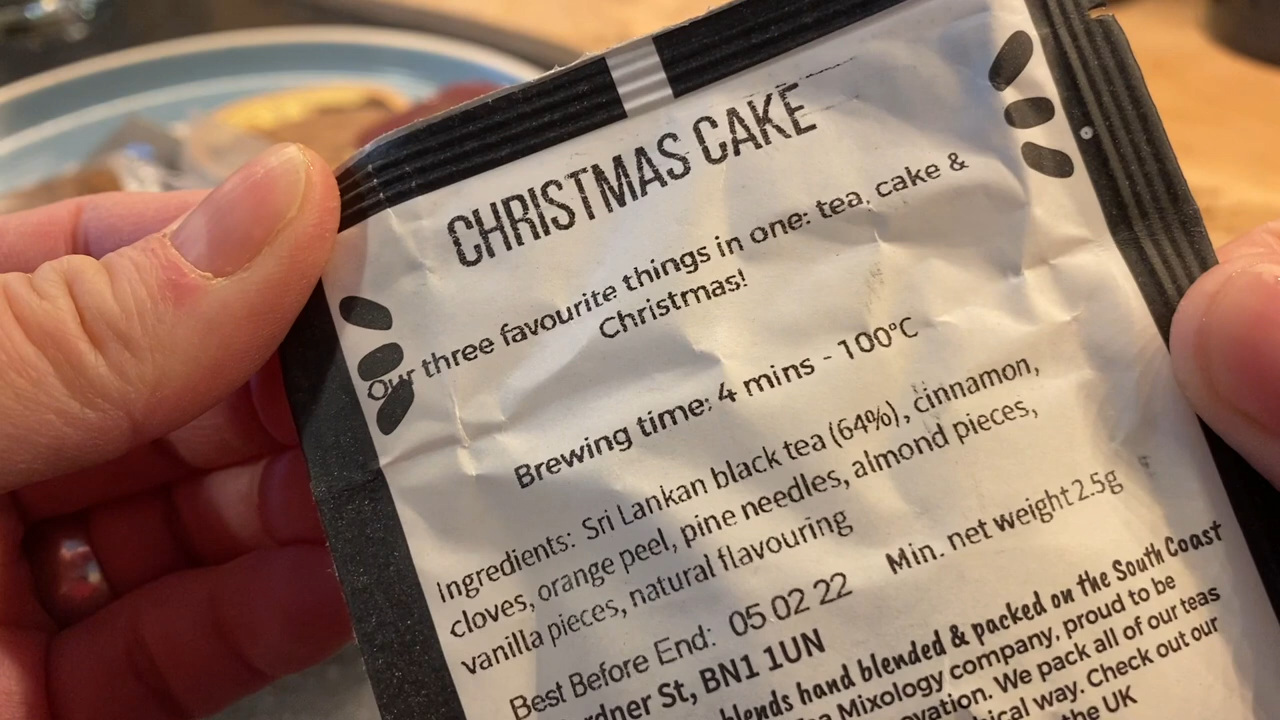 CHRISTMAS CAKE
Our three favourite things in one: tea, cake &
Christmas!
Brewing time: 4 mins - 100°C
Ingredients: Sri Lankan black tea (64%), cinnamon,
cloves, orange peel, pine needles, almond pieces,
vanilla pieces, natural flavouring
Min. net weight 2.5g
Best Before End: 05 02 22
St, BN1 1UN
blends hand blended & packed on the South Coast
Mixology company, proud to be
We pack all of our teas
way. Check out our
the UK